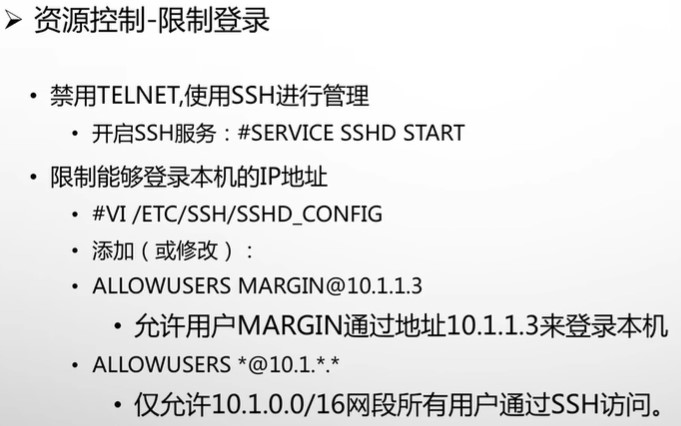 资源控制-限制登录
禁用TELNET,使用SSH进行管理
开启SSH服务：#SERVICE SSHD START
限制能够登录本机的IP地址
#VI /ETC/SSH/SSHD_CONFIG
添加（或修改）：
ALLOWUSERS MARGIN@10.1.1.3
允许用户MARGIN通过地址10.1.1.3来登录本机
ALLOWUSERS *@10.1.*.*
仅允许10.1.0.0/16网段所有用户通过SSH访问。